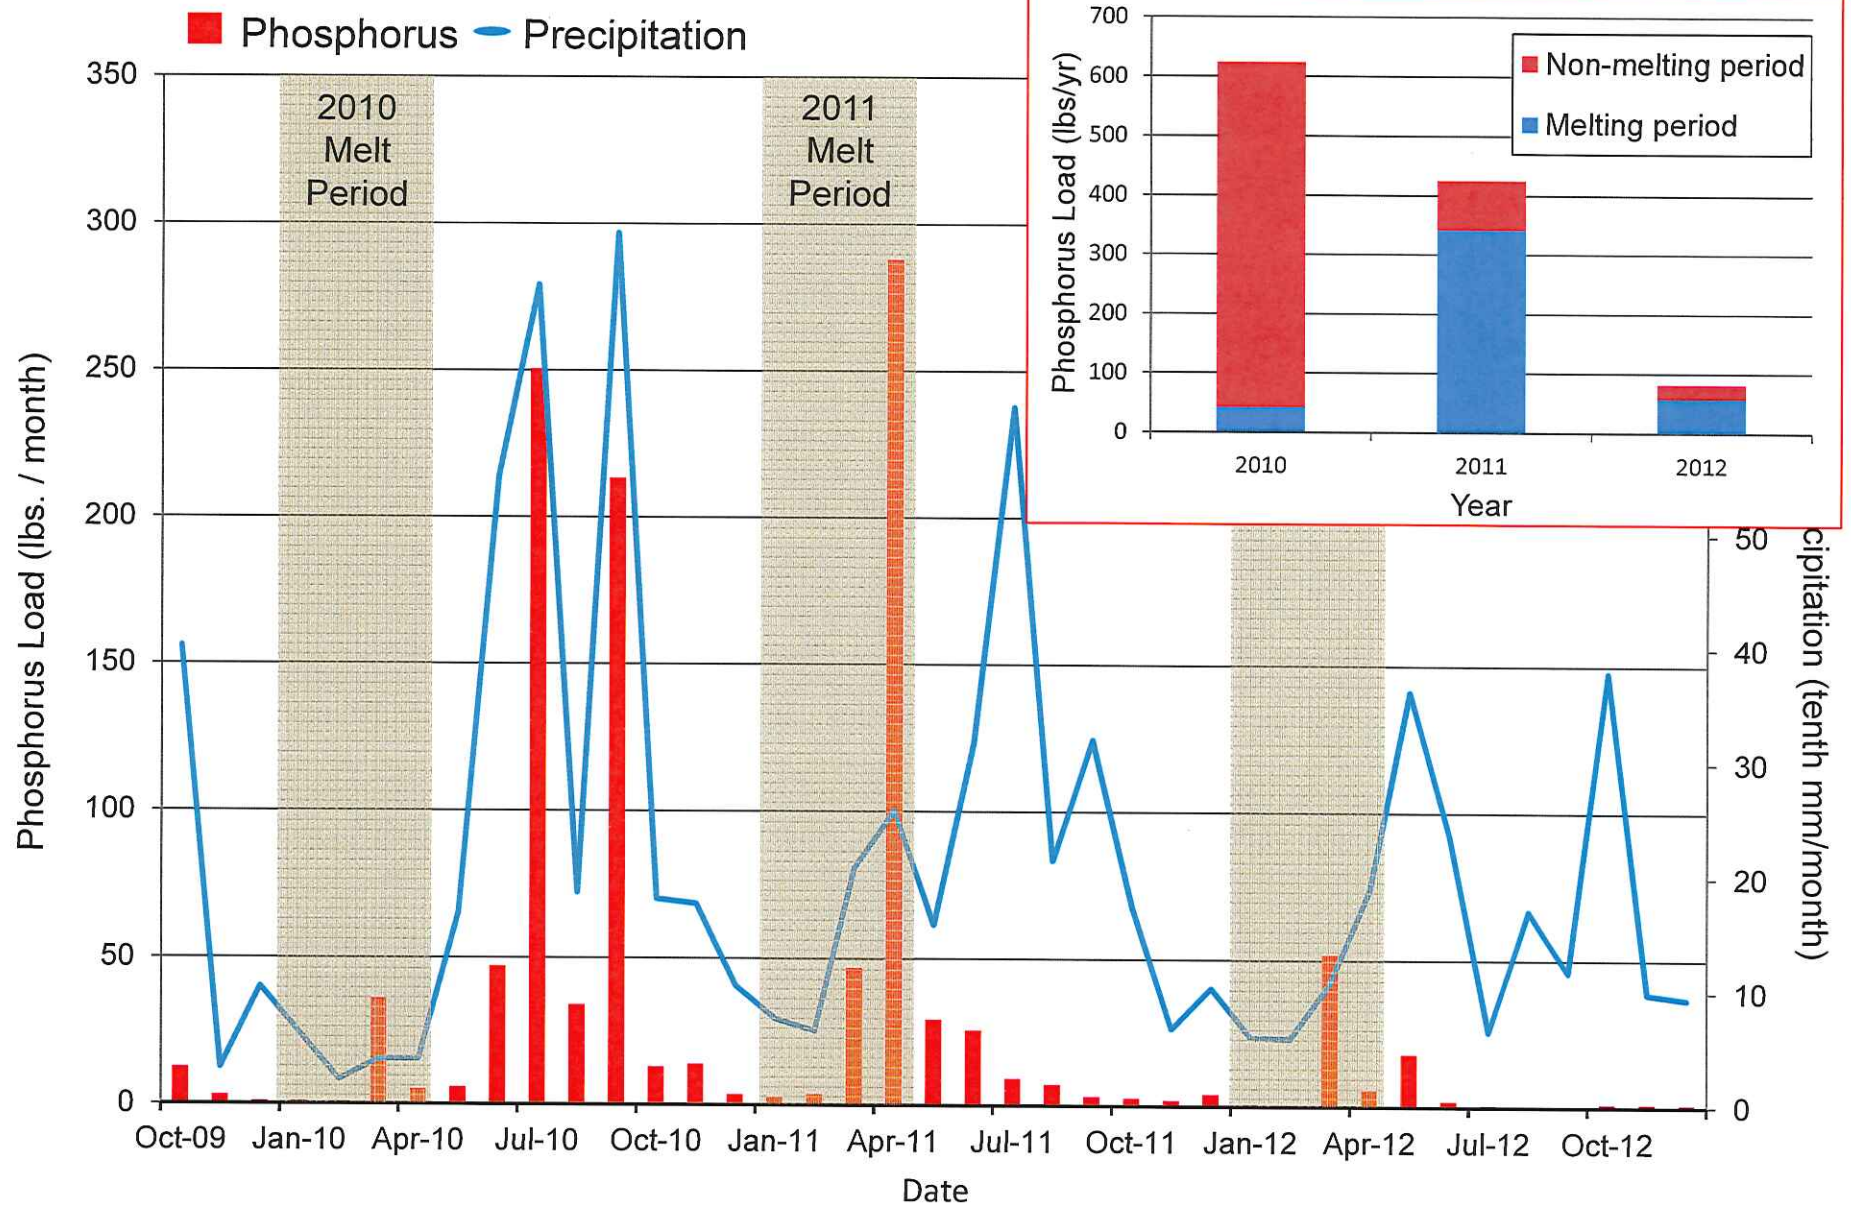 Phosphorus
Precipitation
350
300
250
200
150
100
50
0
Phosphorus Load (lbs. / month)
2010
Melt
Period
2011
Melt
Period
Oct-09
Jan-10
Apr-10
Jul-10
Oct-10
Jan-11
Apr-11
Jul-11
Oct-11
Jan-12
Apr-12
Jul-12
Oct-12
Date
50
40
30
20
10
0
cipitation (tenth mm/month)
700
600
500
400
300
200
100
0
Phosphorus Load (lbs/yr)
Non-melting period
Melting period
2010
2011
2012
Year